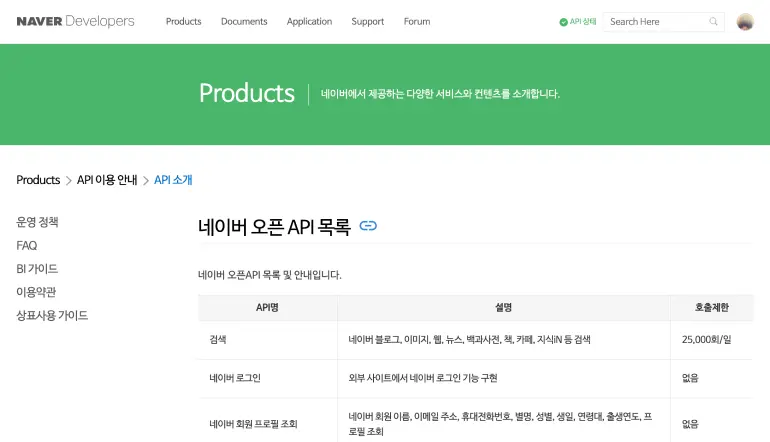 NAVER Developers
Products
Documents
Application
Support
Forum
API 상태
Search Here
Products
네이버에서 제공하는 다양한 서비스와 컨텐츠를 소개합니다.
Products > API 이용 안내 > API 소개
운영 정책
FAQ
BI 가이드
이용약관
상표사용 가이드
네이버 오픈 API 목록
네이버 오픈API 목록 및 안내입니다.
API명
설명
호출제한
검색
네이버 블로그, 이미지, 웹, 뉴스, 백과사전, 책, 카페, 지식iN 등 검색
25,000회/일
네이버 로그인
외부 사이트에서 네이버 로그인 기능 구현
없음
네이버 회원 프로필 조회
네이버 회원 이름, 이메일 주소, 휴대전화번호, 별명, 성별, 생일, 연령대, 출생연도, 프
로필 조회
없음